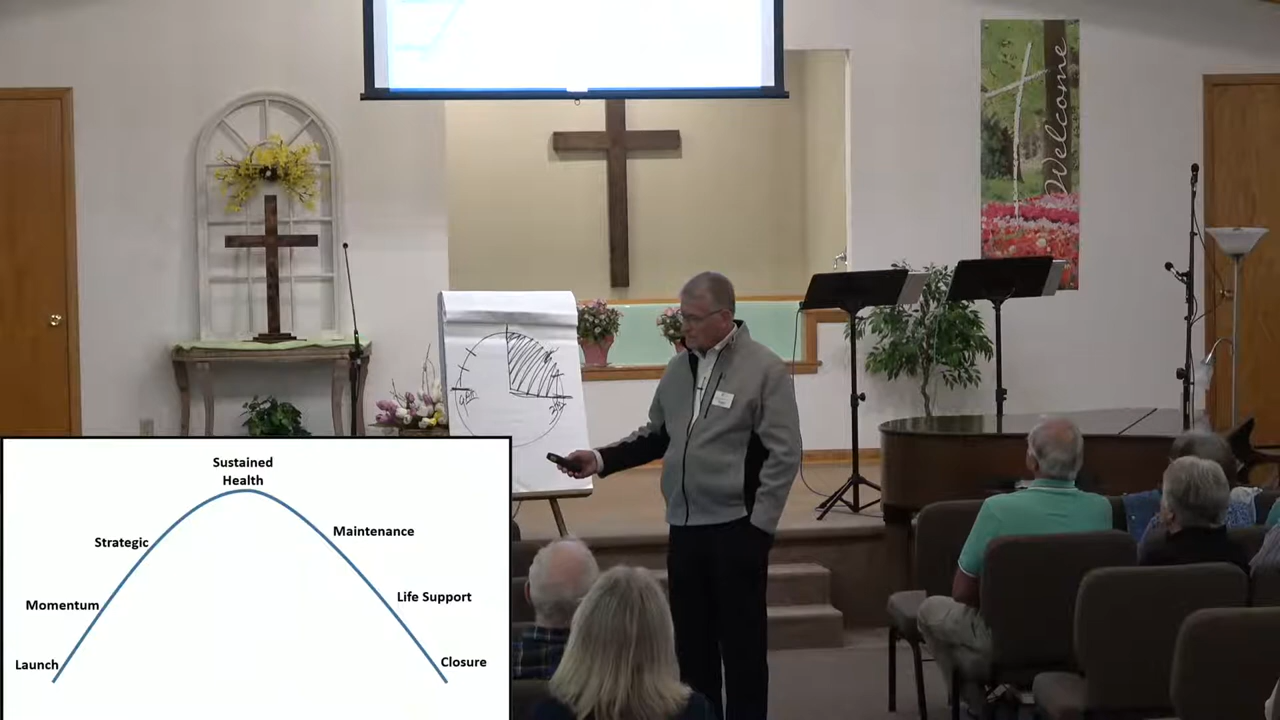 Welcome
Sustained
Health
Strategic
Maintenance
Momentum
Life Support
Launch
Closure